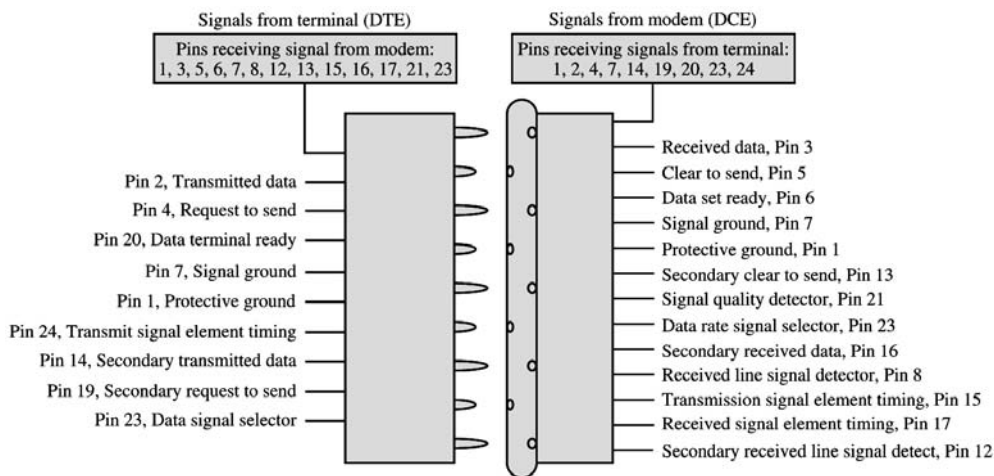 Signals from terminal (DTE)
Pins receiving signal from modem:
1, 3, 5, 6, 7, 8, 12, 13, 15, 16, 17, 21, 23
Pin 2, Transmitted data
Pin 4, Request to send
Pin 20, Data terminal ready
Pin 7, Signal ground
Pin 1, Protective ground
Pin 24, Transmit signal element timing
Pin 14, Secondary transmitted data
Pin 19, Secondary request to send
Pin 23, Data signal selector
Signals from modem (DCE)
Pins receiving signals from terminal:
1, 2, 4, 7, 14, 19, 20, 23, 24
Received data, Pin 3
Clear to send, Pin 5
Data set ready, Pin 6
Signal ground, Pin 7
Protective ground, Pin 1
Secondary clear to send, Pin 13
Signal quality detector, Pin 21
Data rate signal selector, Pin 23
Secondary received data, Pin 16
Received line signal detector, Pin 8
Transmission signal element timing, Pin 15
Received signal element timing, Pin 17
Secondary received line signal detect, Pin 12